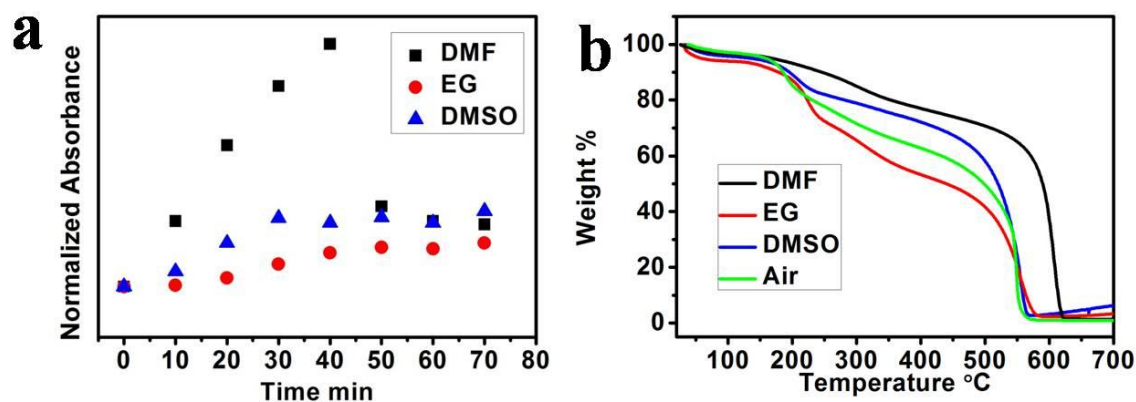 a
Normalized Absorbance
DMF
EG
DMSO
0 10 20 30 40 50 60 70 80
Time min
b
Weight %
100
80
60
40
20
0
DMF
EG
DMSO
Air
100 200 300 400 500 600 700
Temperature °C